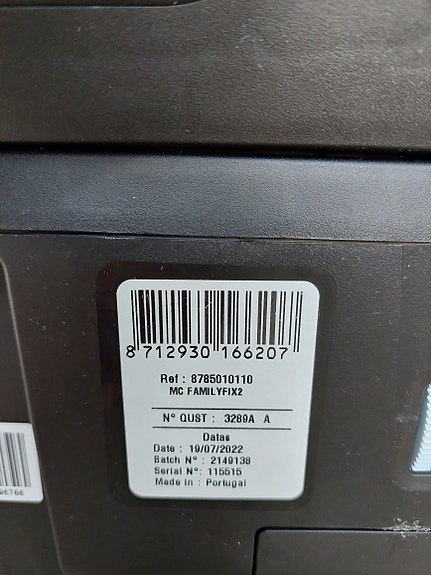 8 712930 166207
Ref : 8785010110
MC FAMILYFIX2
N° QUST : 3289A A
Datas
Date : 19/07/2022
Batch N° : 2149138
Serial N° : 115515
Made in : Portugal